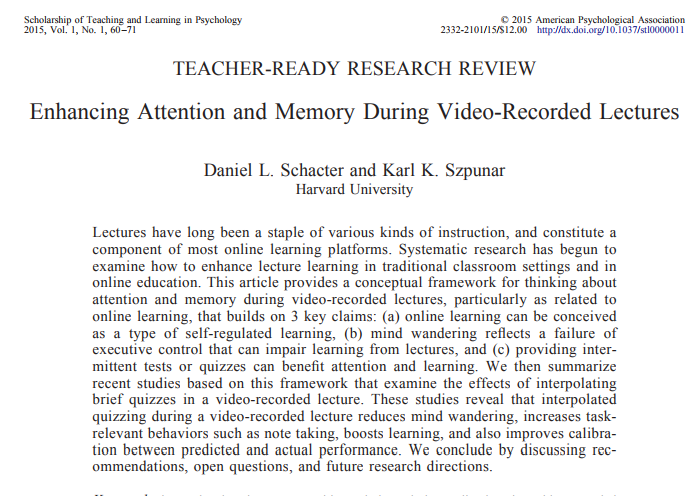 Scholarship of Teaching and Learning in Psychology
2015, Vol. 1, No. 1, 60–71
© 2015 American Psychological Association
2332-2101/15/$12.00 http://dx.doi.org/10.1037/stl0000011
TEACHER-READY RESEARCH REVIEW
Enhancing Attention and Memory During Video-Recorded Lectures
Daniel L. Schacter and Karl K. Szpunar
Harvard University
Lectures have long been a staple of various kinds of instruction, and constitute a
component of most online learning platforms. Systematic research has begun to
examine how to enhance lecture learning in traditional classroom settings and in
online education. This article provides a conceptual framework for thinking about
attention and memory during video-recorded lectures, particularly as related to
online learning, that builds on 3 key claims: (a) online learning can be conceived
as a type of self-regulated learning, (b) mind wandering reflects a failure of
executive control that can impair learning from lectures, and (c) providing inter-
mittent tests or quizzes can benefit attention and learning. We then summarize
recent studies based on this framework that examine the effects of interpolating
brief quizzes in a video-recorded lecture. These studies reveal that interpolated
quizzing during a video-recorded lecture reduces mind wandering, increases task-
relevant behaviors such as note taking, boosts learning, and also improves calibra-
tion between predicted and actual performance. We conclude by discussing rec-
ommendations, open questions, and future research directions.